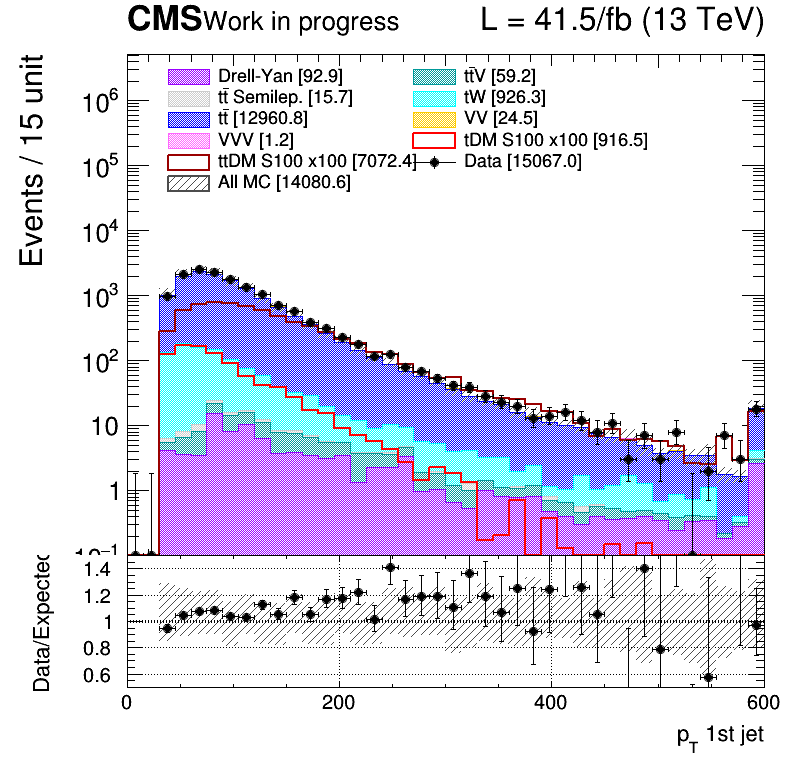 CMS Work in progress L = 41.5/fb (13 TeV)
Drell-Yan [92.9] tt̄V [59.2]
tt̄ Semilep. [15.7] tW [926.3]
tt̄ [12960.8] VV [24.5]
VVV [1.2] tDM S100 x100 [916.5]
ttDM S100 x100 [7072.4] Data [15067.0]
All MC [14080.6]
Events / 15 unit
10⁶
10⁵
10⁴
10³
10²
10
1
10⁻¹
Data/Expected
1.4
1.2
1
0.8
0.6
0 200 400 600
p_T 1st jet